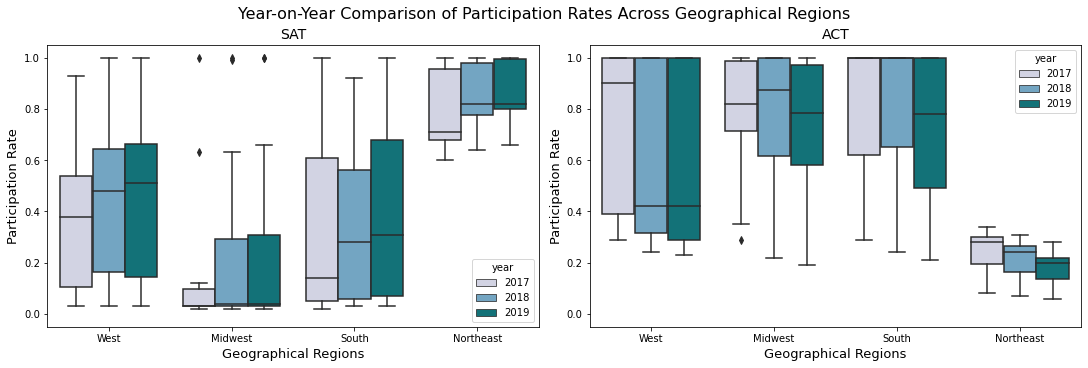 Year-on-Year Comparison of Participation Rates Across Geographical Regions
SAT
Participation Rate
1.0
0.8
0.6
0.4
0.2
0.0
West Midwest South Northeast
Geographical Regions
year
2017
2018
2019
ACT
Participation Rate
1.0
0.8
0.6
0.4
0.2
0.0
West Midwest South Northeast
Geographical Regions
year
2017
2018
2019